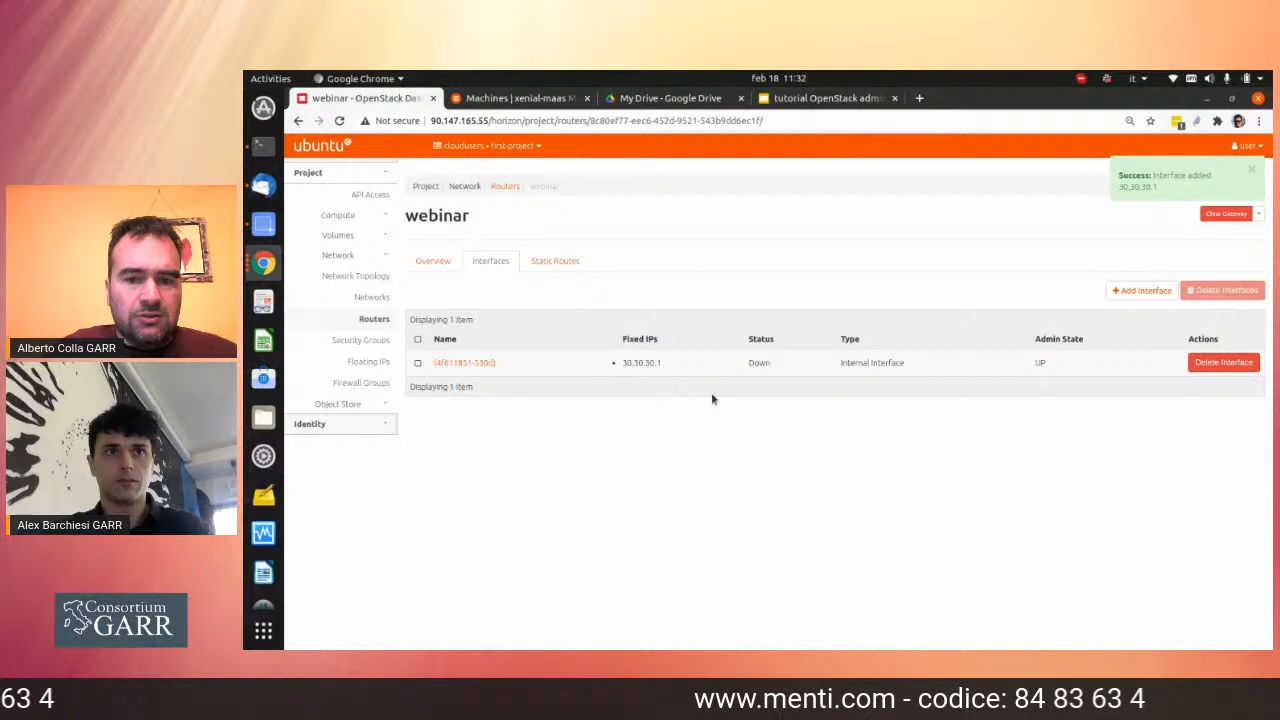 Activities
Google Chrome
feb 18 11:32
it
webinar - OpenStack Das
Machines | xenial-maas M
My Drive - Google Drive
tutorial OpenStack admi
Not secure
90.147.165.55/horizon/project/routers/8c80ef77-eec6-452d-9521-543b9dd6ec1f/
ubuntu
cloudusers • first-project
user
Project
API Access
Compute
Volumes
Network
Network Topology
Networks
Routers
Security Groups
Floating IPs
Firewall Groups
Object Store
Identity
Project
Network
Routers
webinar
Success: Interface added
30.30.30.1
webinar
Clear Gateway
Overview
Interfaces
Static Routes
+ Add Interface
Delete Interfaces
Displaying 1 item
Name
Fixed IPs
Status
Type
Admin State
Actions
(4f611851-530d)
• 30.30.30.1
Down
Internal Interface
UP
Delete Interface
Displaying 1 item
Alberto Colla GARR
Alex Barchiesi GARR
Consortium
GARR
63 4
www.menti.com - codice: 84 83 63 4